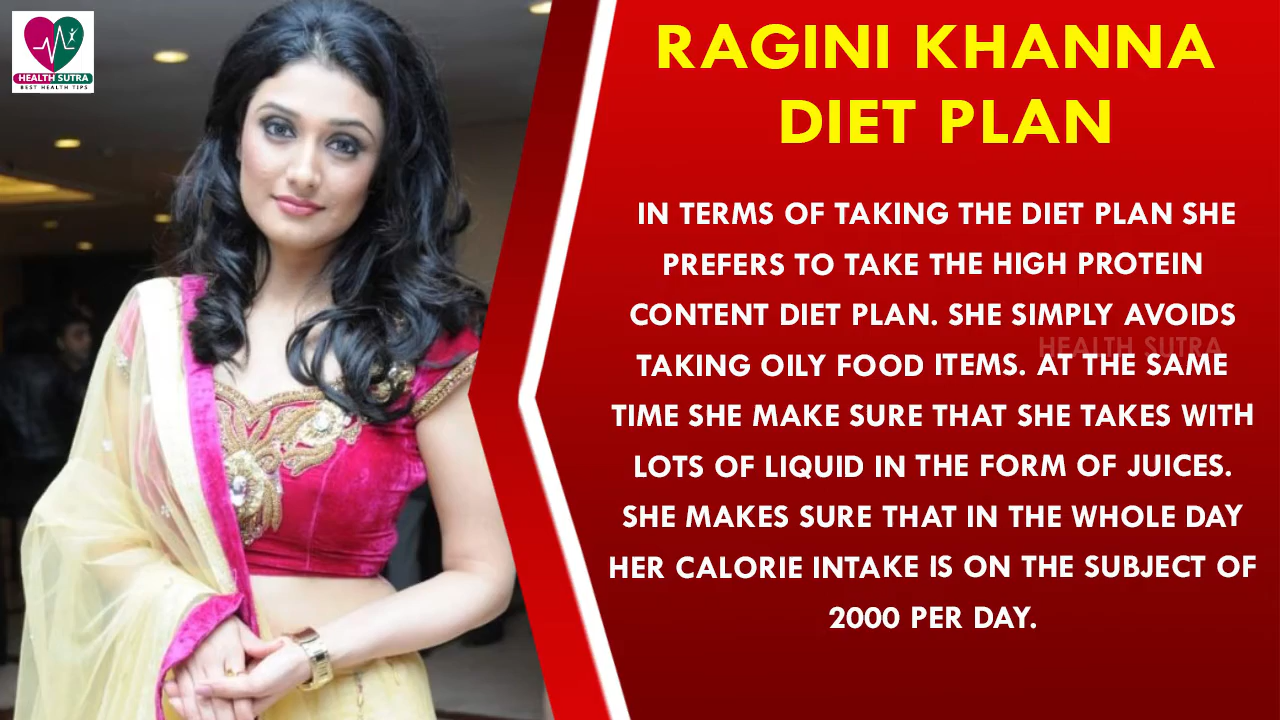 HEALTH SUTRA
BEST HEALTH TIPS
RAGINI KHANNA
DIET PLAN
IN TERMS OF TAKING THE DIET PLAN SHE
PREFERS TO TAKE THE HIGH PROTEIN
CONTENT DIET PLAN. SHE SIMPLY AVOIDS
HEALTH SUTRA
TAKING OILY FOOD ITEMS. AT THE SAME
TIME SHE MAKE SURE THAT SHE TAKES WITH
LOTS OF LIQUID IN THE FORM OF JUICES.
SHE MAKES SURE THAT IN THE WHOLE DAY
HER CALORIE INTAKE IS ON THE SUBJECT OF
2000 PER DAY.